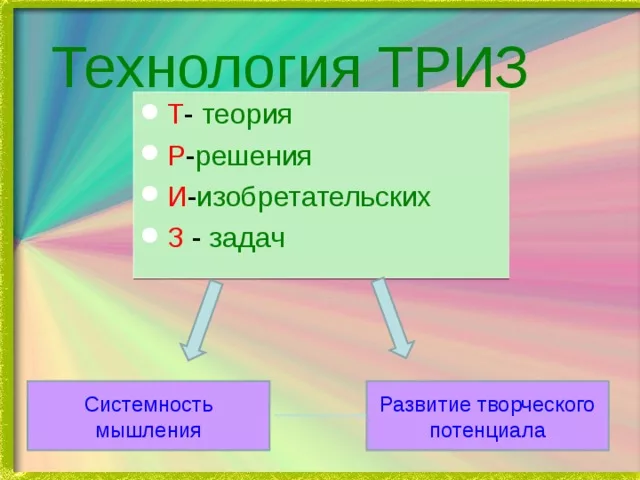 Технология ТРИЗ
Т- теория
Р-решения
И-изобретательских
З - задач
Системность
мышления
Развитие творческого
потенциала